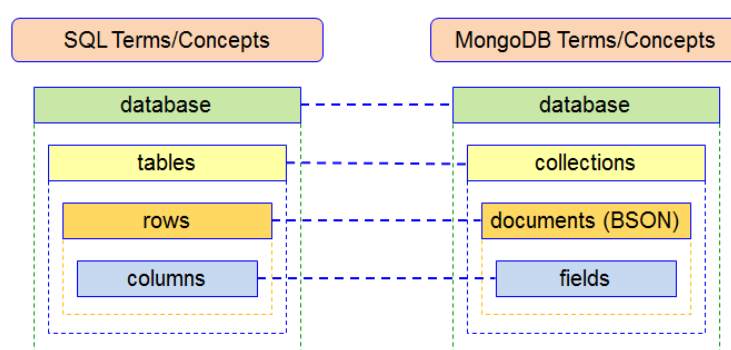 SQL Terms/Concepts
MongoDB Terms/Concepts
database
database
tables
collections
rows
documents (BSON)
columns
fields